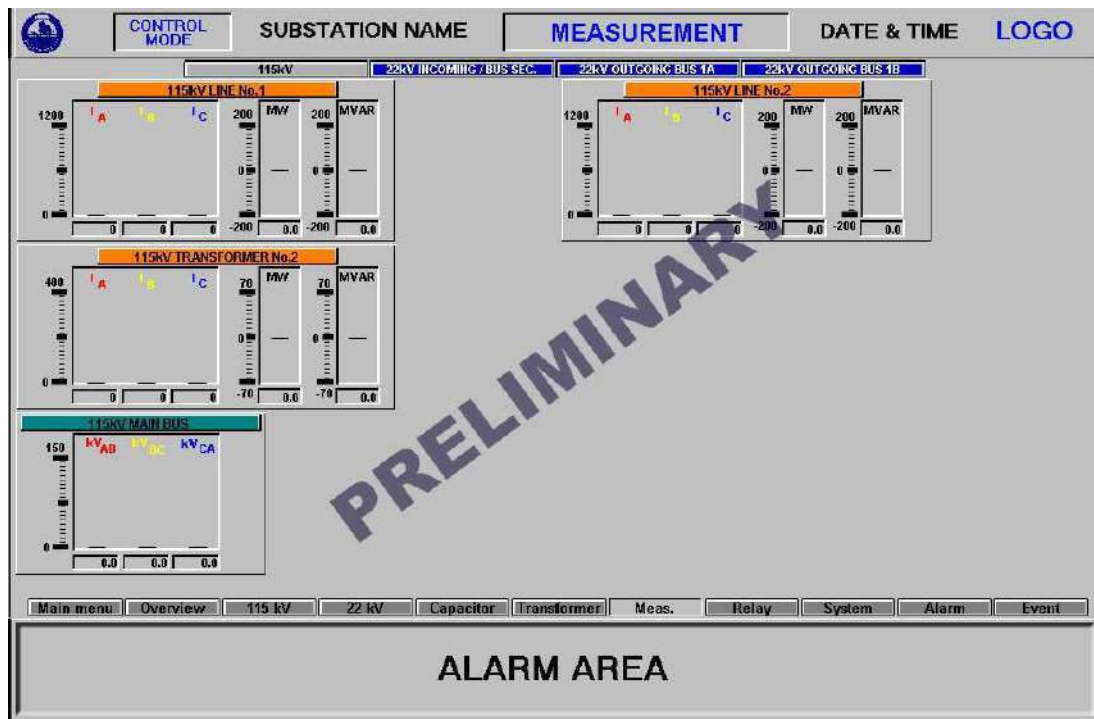 CONTROL MODE SUBSTATION NAME MEASUREMENT DATE & TIME LOGO
115kV 22kV INCOMING / BUS SEC. 22kV OUTGOING BUS 1A 22kV OUTGOING BUS 1B
115kV LINE No.1
1200 IA IB IC 200 MW 200 MVAR
0 0
0 0 0 0 -200 0.0 -200 0.0
115kV LINE No.2
1200 IA IB IC 200 MW 200 MVAR
0 0
0 0 0 0 -200 0.0 -200 0.0
115kV TRANSFORMER No.2
400 IA IB IC 70 MW 70 MVAR
0 0
0 0 0 0 -70 0.0 -70 0.0
115kV MAIN BUS
150 kVAB kVBC kVCA
0 0.0 0.0 0.0
PRELIMINARY
Main menu Overview 115 kV 22 kV Capacitor Transformer Meas. Relay System Alarm Event
ALARM AREA